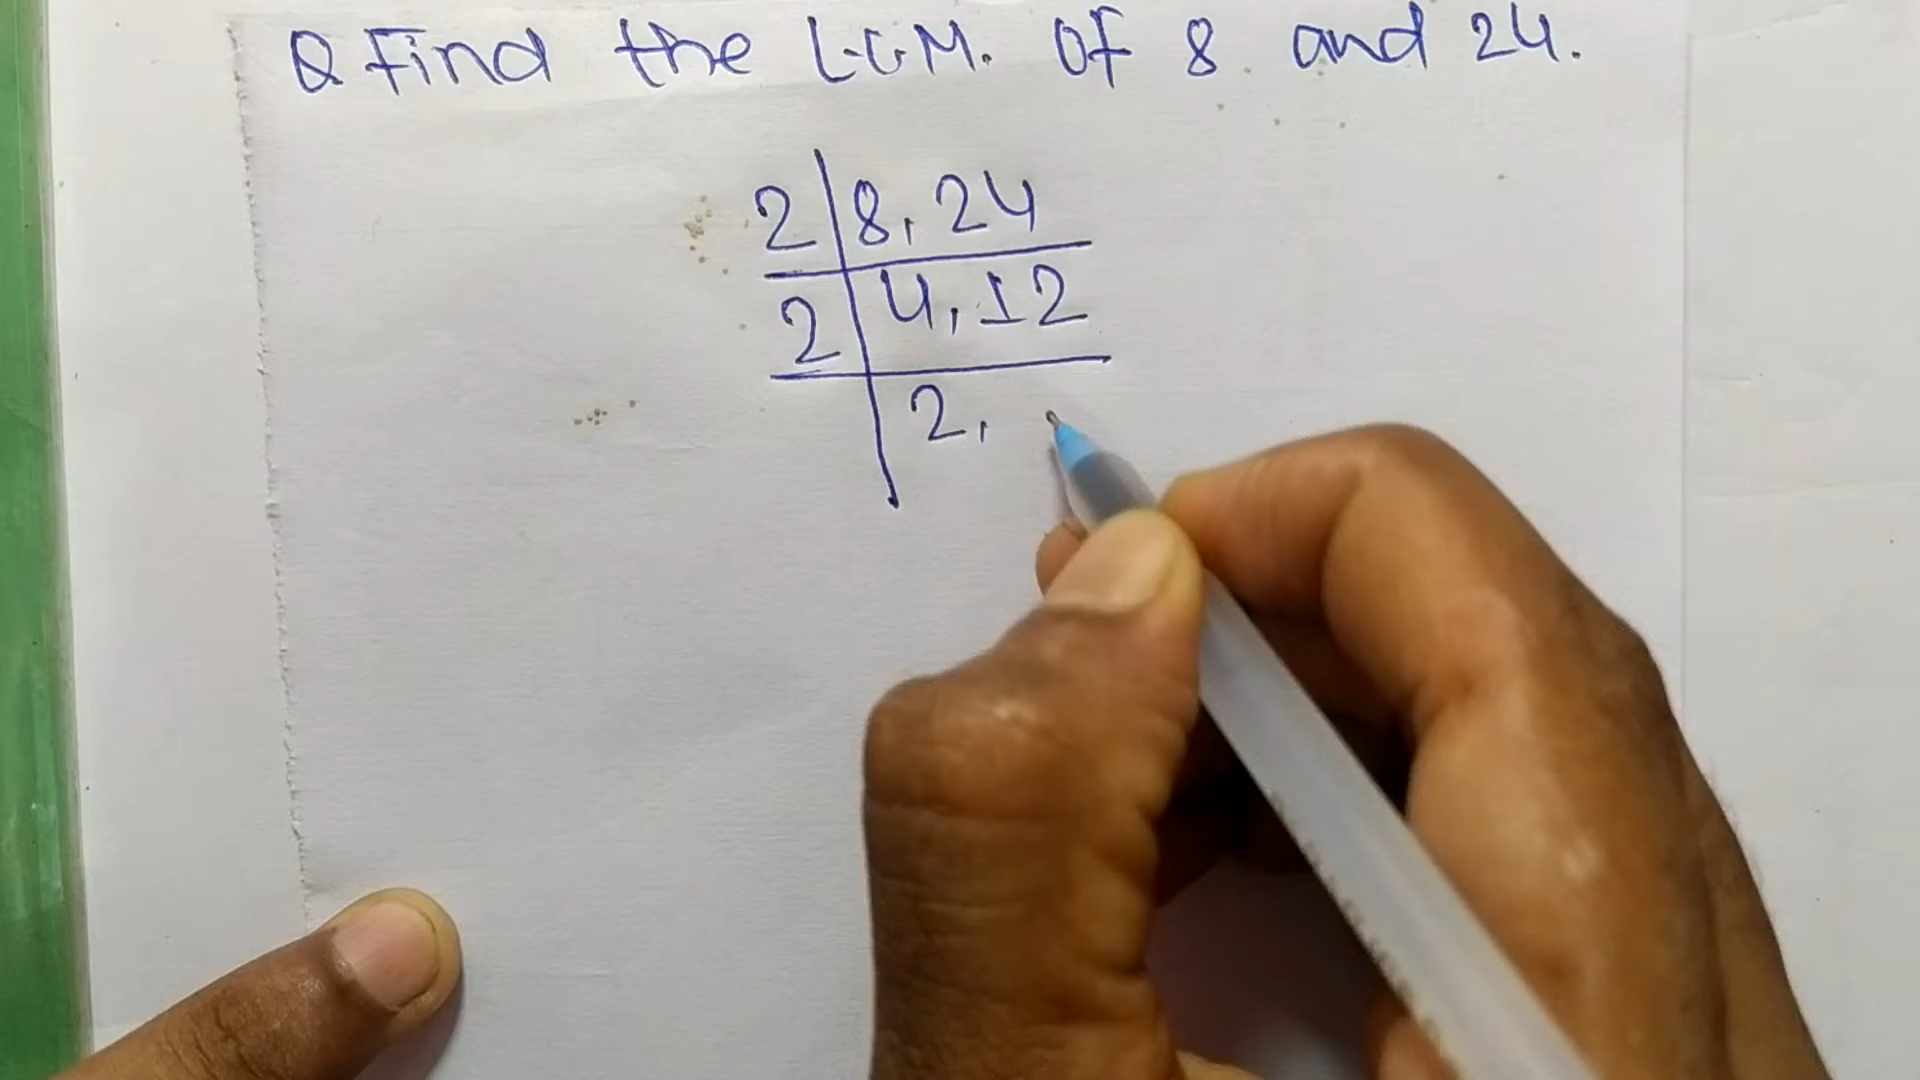 Q Find the L.C.M. Of 8 and 24.
2 8, 24
2 4, 12
2,